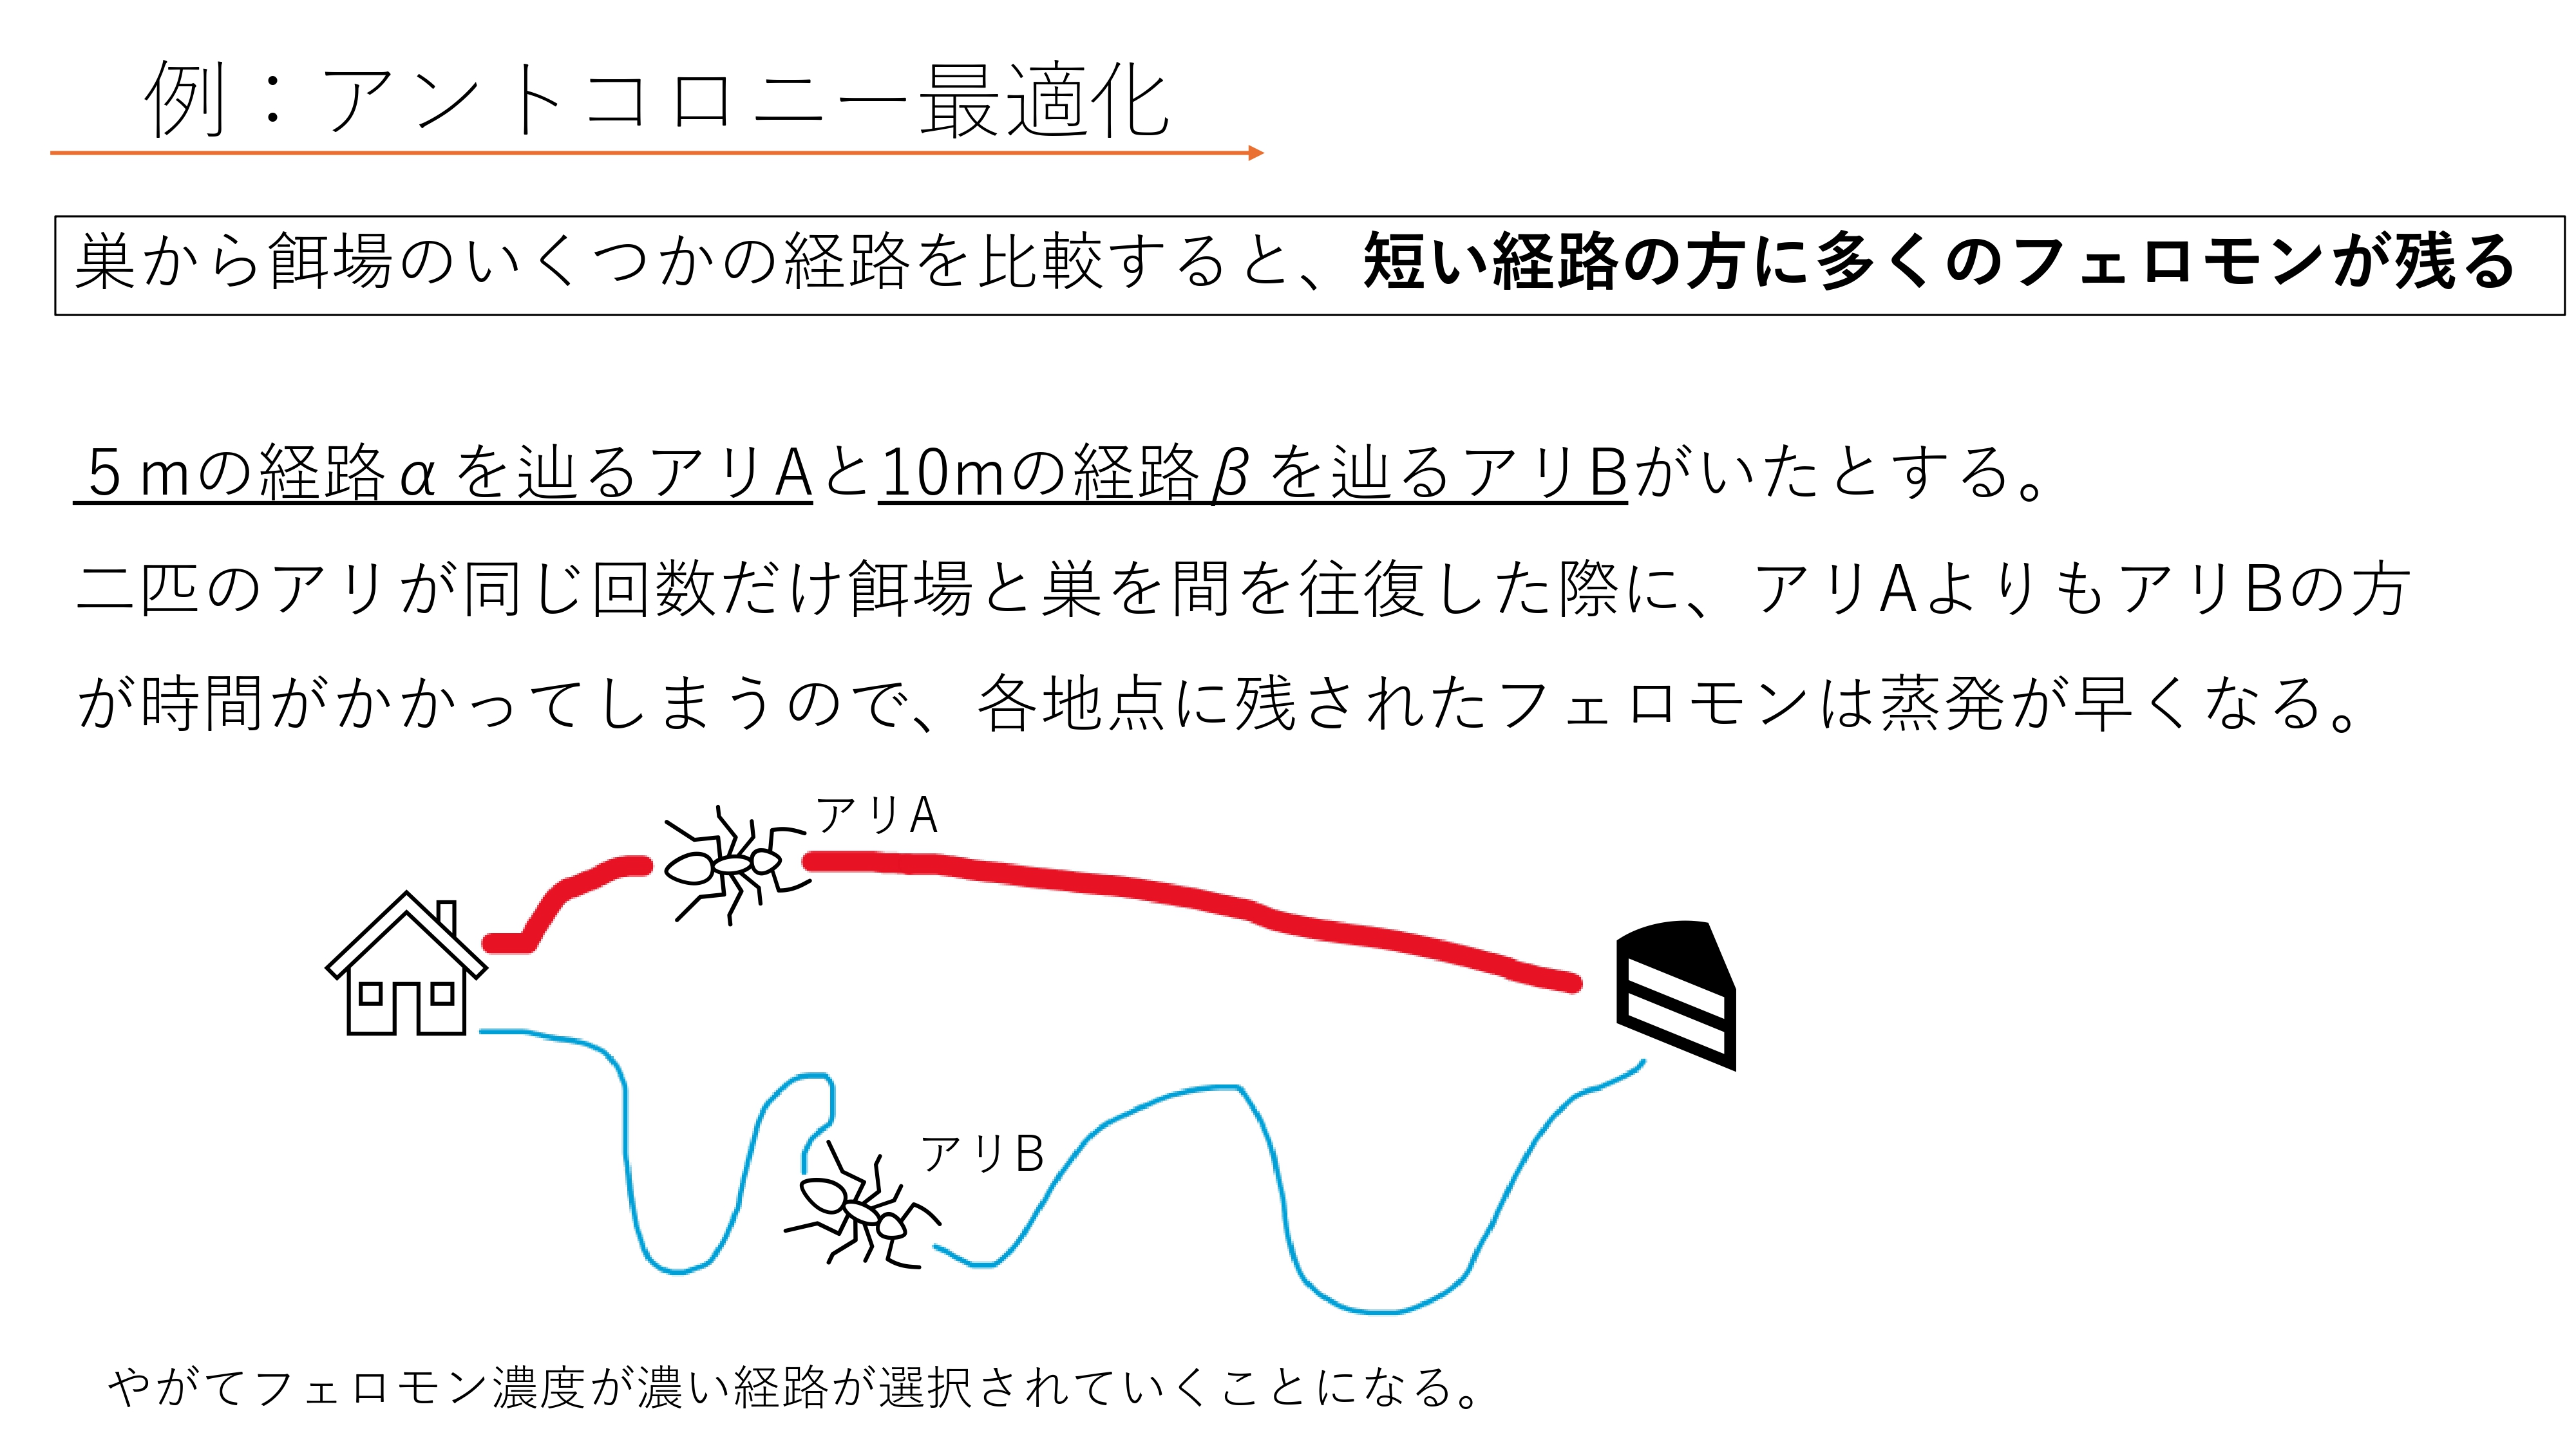 例：アントコロニー最適化
巣から餌場のいくつかの経路を比較すると、短い経路の方に多くのフェロモンが残る
５mの経路αを辿るアリAと10mの経路βを辿るアリBがいたとする。
二匹のアリが同じ回数だけ餌場と巣を間を往復した際に、アリAよりもアリBの方
が時間がかかってしまうので、各地点に残されたフェロモンは蒸発が早くなる。
アリA
アリB
やがてフェロモン濃度が濃い経路が選択されていくことになる。